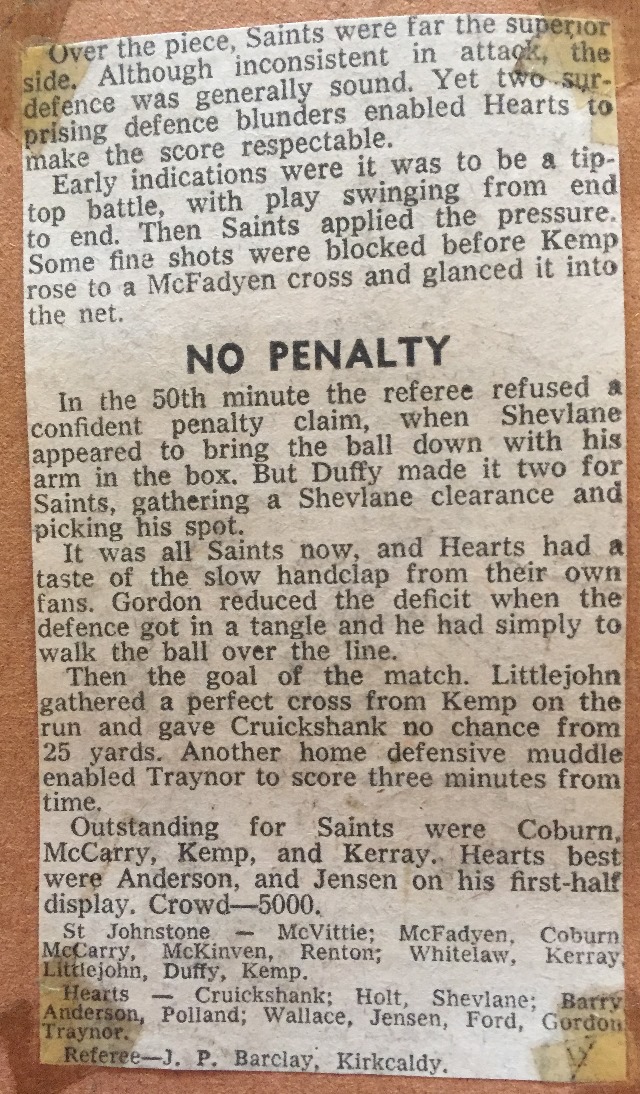 Over the piece, Saints were far the superior
side. Although inconsistent in attack, the
defence was generally sound. Yet two sur-
prising defence blunders enabled Hearts to
make the score respectable.
Early indications were it was to be a tip-
top battle, with play swinging from end
to end. Then Saints applied the pressure.
Some fine shots were blocked before Kemp
rose to a McFadyen cross and glanced it into
the net.
NO PENALTY
In the 50th minute the referee refused a
confident penalty claim, when Shevlane
appeared to bring the ball down with his
arm in the box. But Duffy made it two for
Saints, gathering a Shevlane clearance and
picking his spot.
It was all Saints now, and Hearts had a
taste of the slow handclap from their own
fans. Gordon reduced the deficit when the
defence got in a tangle and he had simply to
walk the ball over the line.
Then the goal of the match. Littlejohn
gathered a perfect cross from Kemp on the
run and gave Cruickshank no chance from
25 yards. Another home defensive muddle
enabled Traynor to score three minutes from
time.
Outstanding for Saints were Coburn,
McCarry, Kemp, and Kerray. Hearts best
were Anderson, and Jensen on his first-half
display. Crowd—5000.
St Johnstone — McVittie; McFadyen, Coburn
McCarry, McKinven, Renton; Whitelaw, Kerray
Littlejohn, Duffy, Kemp.
Hearts — Cruickshank; Holt, Shevlane; Barry
Anderson, Polland; Wallace, Jensen, Ford, Gordon
Traynor.
Referee—J. P. Barclay, Kirkcaldy.